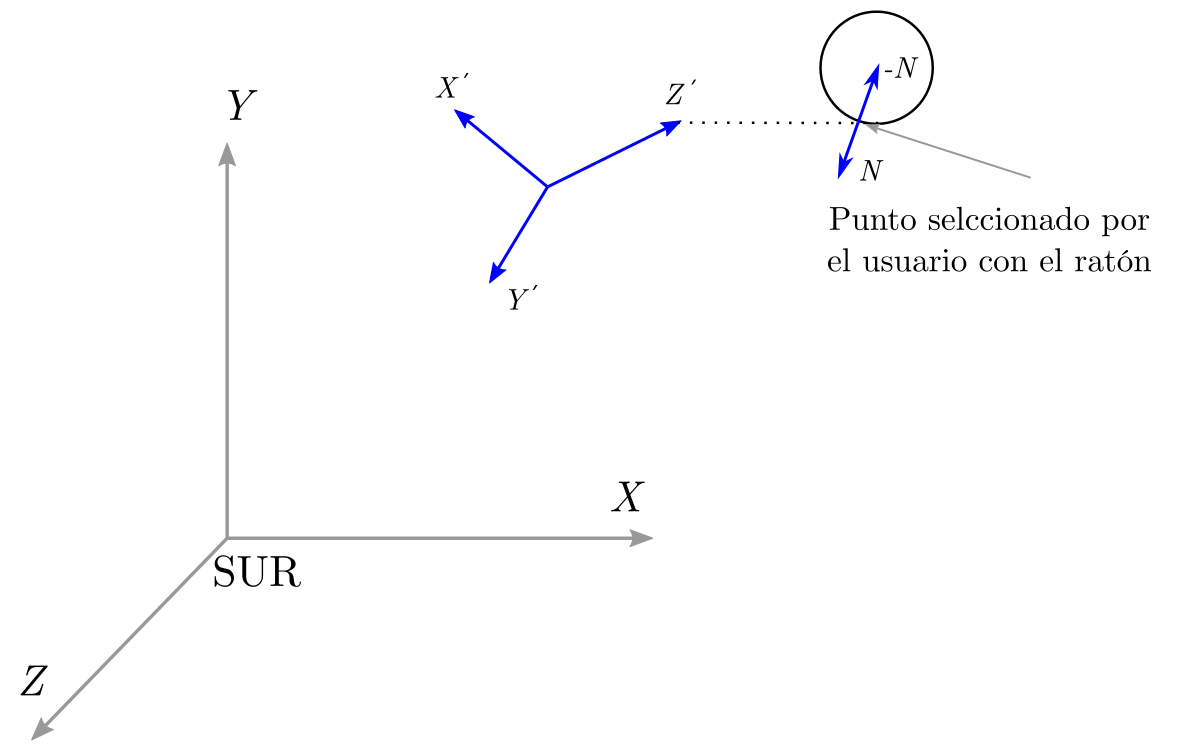 -N
X´
Z´
Y
N
Punto selccionado por
el usuario con el ratón
Y´
X
SUR
Z